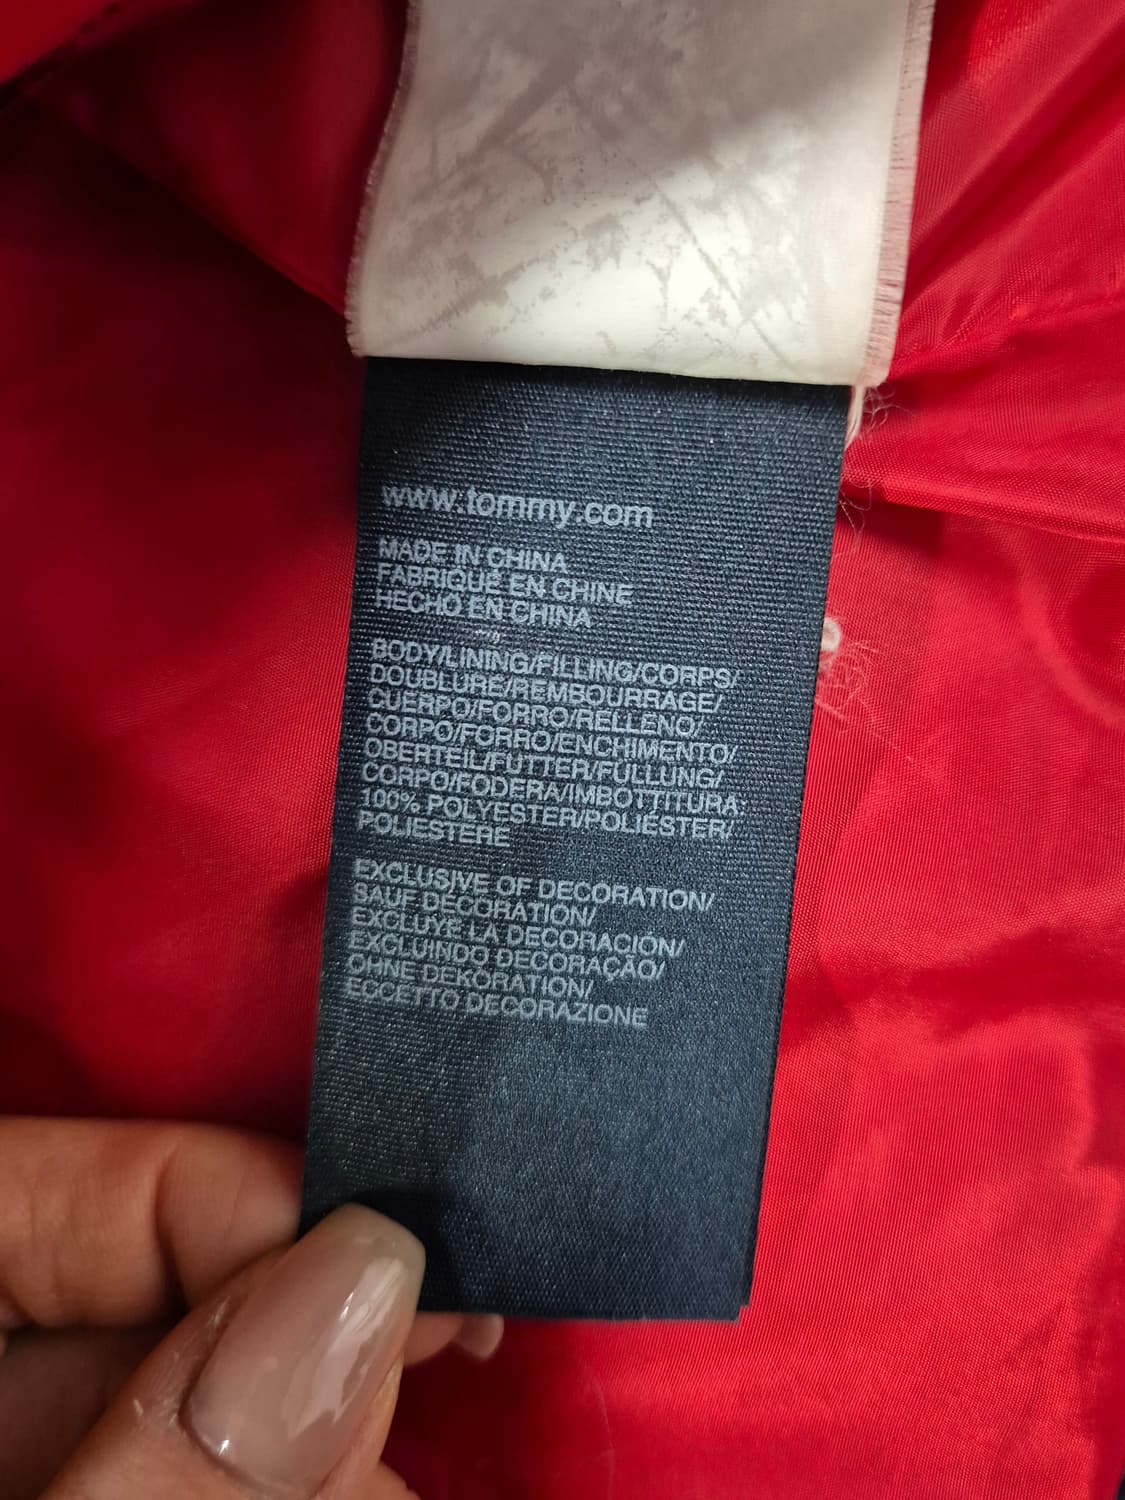 www.tommy.com
MADE IN CHINA
FABRIQUE EN CHINE
HECHO EN CHINA
BODY/LINING/FILLING/CORPS/
DOUBLURE/REMBOURRAGE/
CUERPO/FORRO/RELLENO/
CORPO/FORRO/ENCHIMENTO/
OBERTEIL/FUTTER/FÜLLUNG/
CORPO/FODERA/IMBOTTITURA:
100% POLYESTER/POLIÉSTER/
POLIESTERE
EXCLUSIVE OF DECORATION/
SAUF DÉCORATION/
EXCLUYE LA DECORACIÓN/
EXCLUINDO DECORAÇÃO/
OHNE DEKORATION/
ECCETTO DECORAZIONE